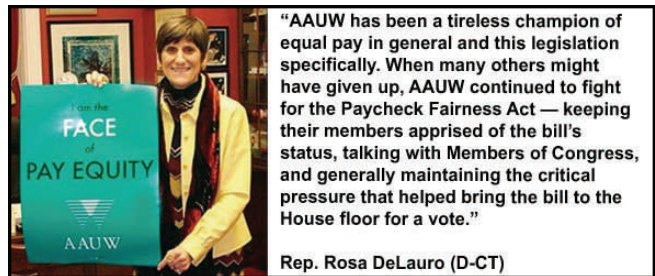 I am the
FACE
of
PAY EQUITY
AAUW
“AAUW has been a tireless champion of
equal pay in general and this legislation
specifically. When many others might
have given up, AAUW continued to fight
for the Paycheck Fairness Act — keeping
their members apprised of the bill’s
status, talking with Members of Congress,
and generally maintaining the critical
pressure that helped bring the bill to the
House floor for a vote.”
Rep. Rosa DeLauro (D-CT)